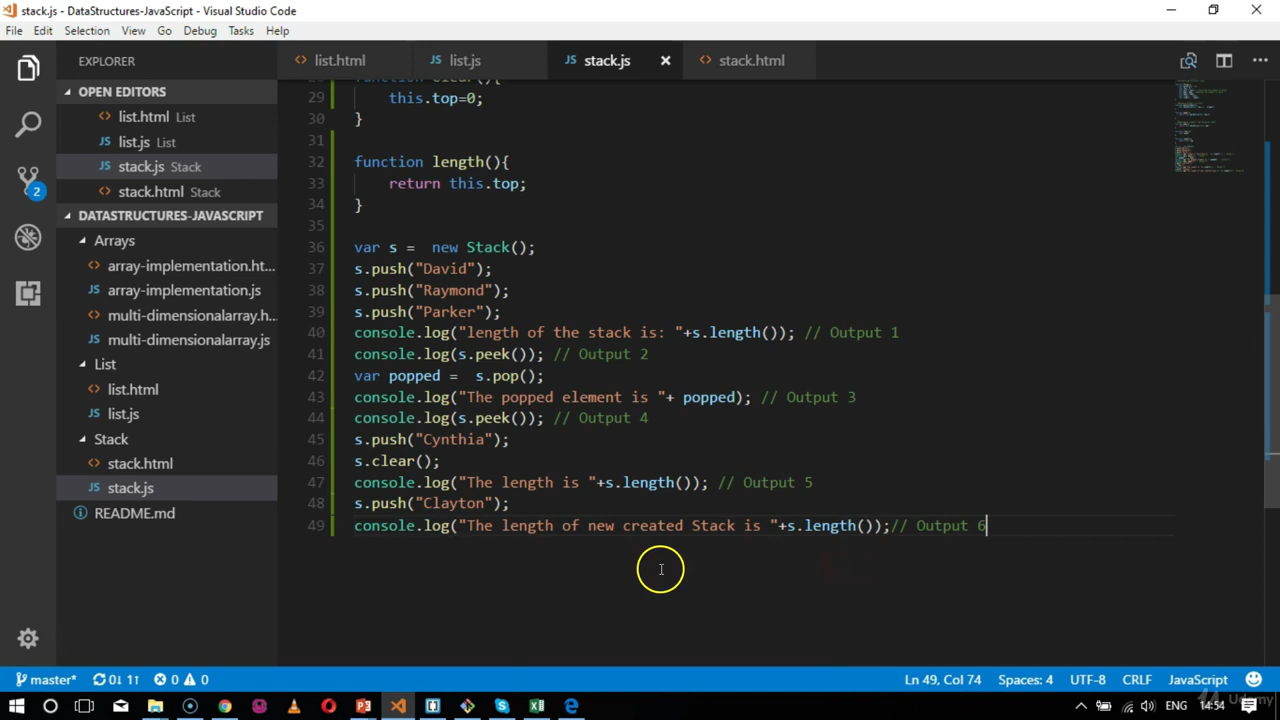 stack.js - DataStructures-JavaScript - Visual Studio Code
File Edit Selection View Go Debug Tasks Help
EXPLORER
OPEN EDITORS
list.html List
list.js List
stack.js Stack
stack.html Stack
DATASTRUCTURES-JAVASCRIPT
Arrays
array-implementation.ht...
array-implementation.js
multi-dimensionalarray.h...
multi-dimensionalarray.js
List
list.html
list.js
Stack
stack.html
stack.js
README.md
2
list.html JS list.js JS stack.js stack.html
29 this.top=0;
30 }
31
32 function length(){
33 return this.top;
34 }
35
36 var s =  new Stack();
37 s.push("David");
38 s.push("Raymond");
39 s.push("Parker");
40 console.log("length of the stack is: "+s.length()); // Output 1
41 console.log(s.peek()); // Output 2
42 var popped =  s.pop();
43 console.log("The popped element is "+ popped); // Output 3
44 console.log(s.peek()); // Output 4
45 s.push("Cynthia");
46 s.clear();
47 console.log("The length is "+s.length()); // Output 5
48 s.push("Clayton");
49 console.log("The length of new created Stack is "+s.length());// Output 6
master* 0↓ 1↑ 0 0 Ln 49, Col 74 Spaces: 4 UTF-8 CRLF JavaScript
ENG 14:54
Udemy